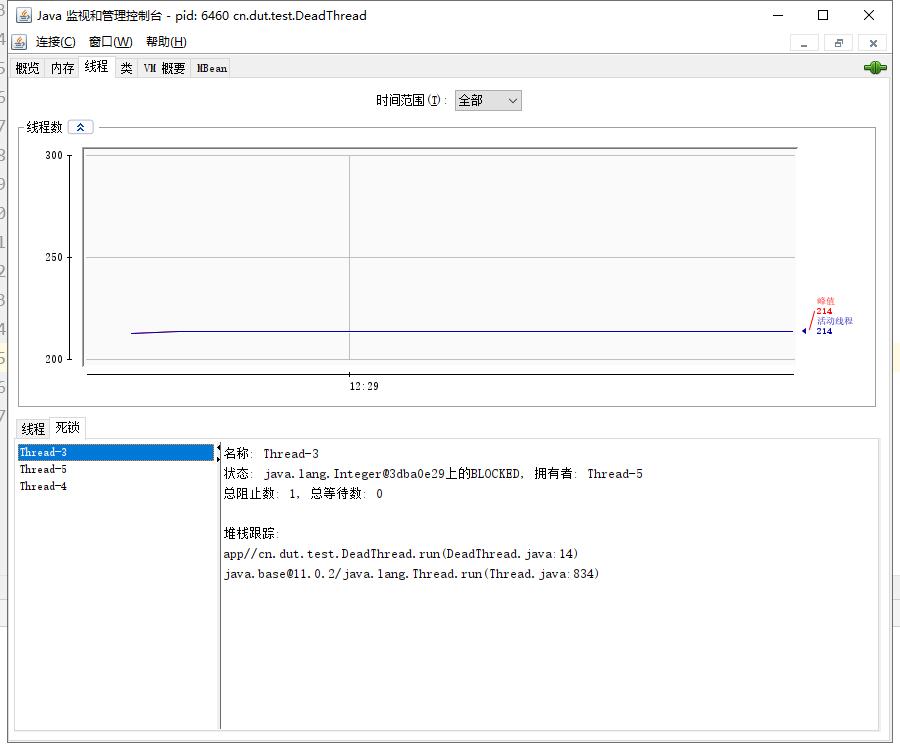 Java 监视和管理控制台 - pid: 6460 cn.dut.test.DeadThread
连接(C) 窗口(W) 帮助(H)
概览 内存 线程 类 VM 概要 MBean
时间范围(I): 全部
线程数
300
250
200
峰值
214
活动线程
214
12:29
线程 死锁
Thread-3
Thread-5
Thread-4
名称: Thread-3
状态: java.lang.Integer@3dba0e29上的BLOCKED, 拥有者: Thread-5
总阻止数: 1, 总等待数: 0
堆栈跟踪:
app//cn.dut.test.DeadThread.run(DeadThread.java:14)
java.base@11.0.2/java.lang.Thread.run(Thread.java:834)